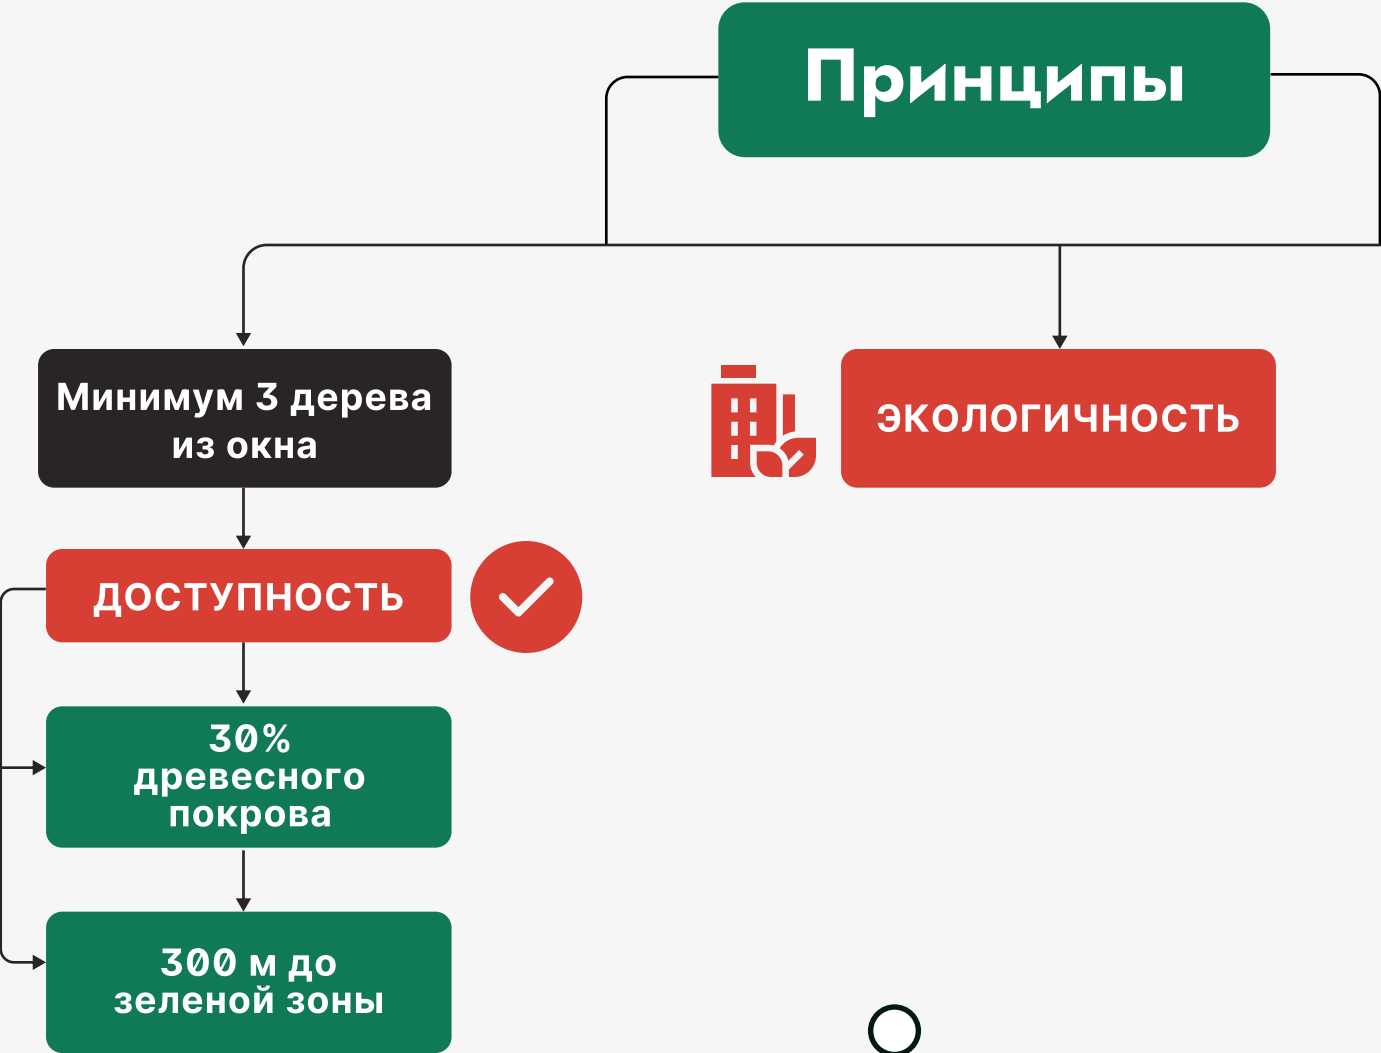 Принципы
Минимум 3 дерева
из окна
ЭКОЛОГИЧНОСТЬ
ДОСТУПНОСТЬ
30%
древесного
покрова
300 м до
зеленой зоны